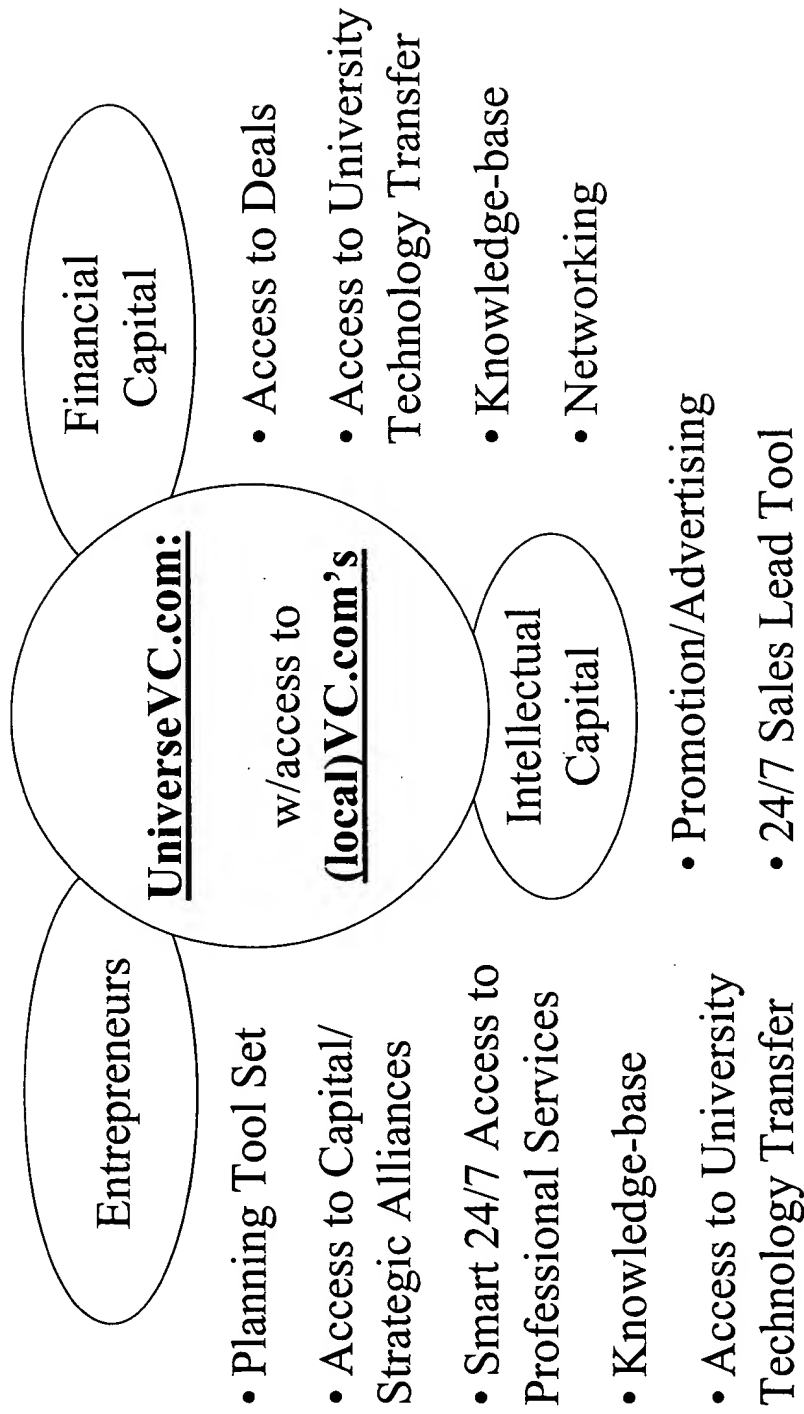 Entrepreneurs
• Planning Tool Set
• Access to Capital/
Strategic Alliances
• Smart 24/7 Access to
Professional Services
• Knowledge-base
• Access to University
Technology Transfer
UniverseVC.com:
w/access to
(local)VC.com’s
Intellectual
Capital
• Promotion/Advertising
• 24/7 Sales Lead Tool
Financial
Capital
• Access to Deals
• Access to University
Technology Transfer
• Knowledge-base
• Networking